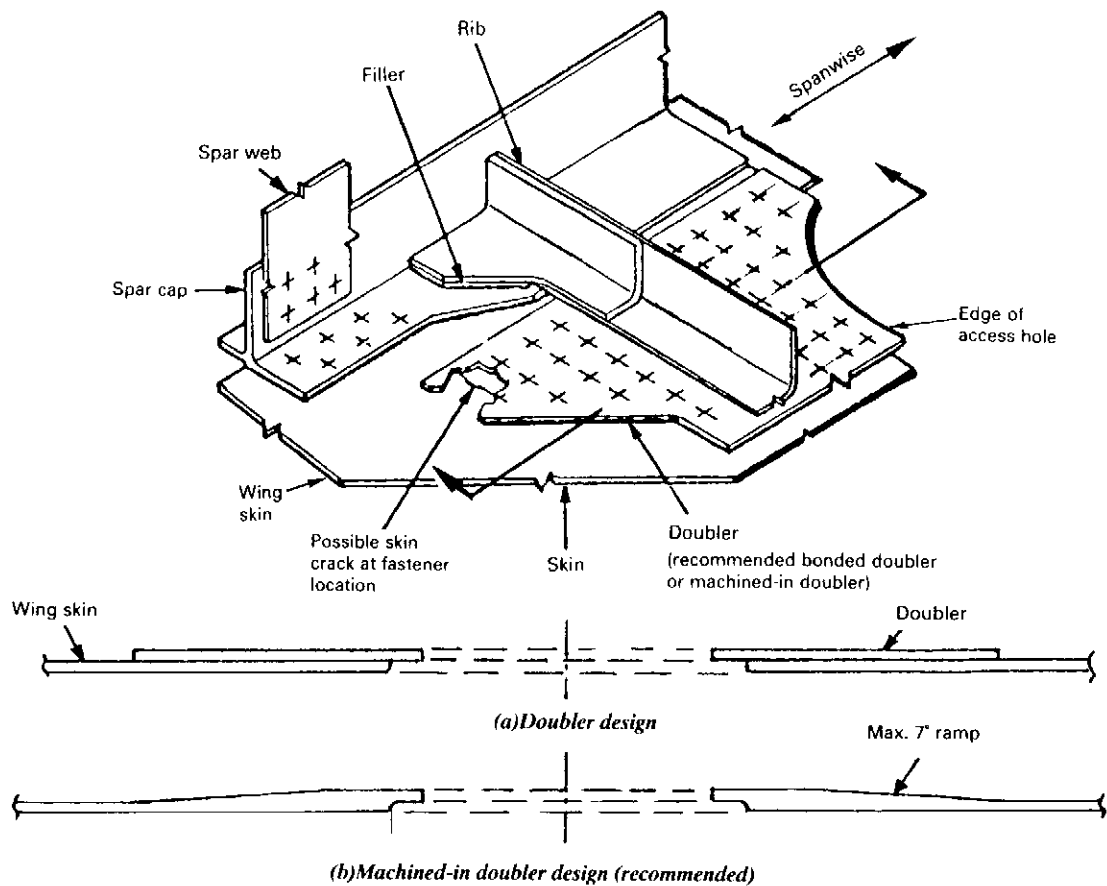 Rib
Filler
Spanwise
Spar web
Spar cap
Edge of
access hole
Wing
skin
Possible skin
crack at fastener
location
Skin
Doubler
(recommended bonded doubler
or machined-in doubler)
Wing skin
Doubler
(a)Doubler design
Max. 7° ramp
(b)Machined-in doubler design (recommended)